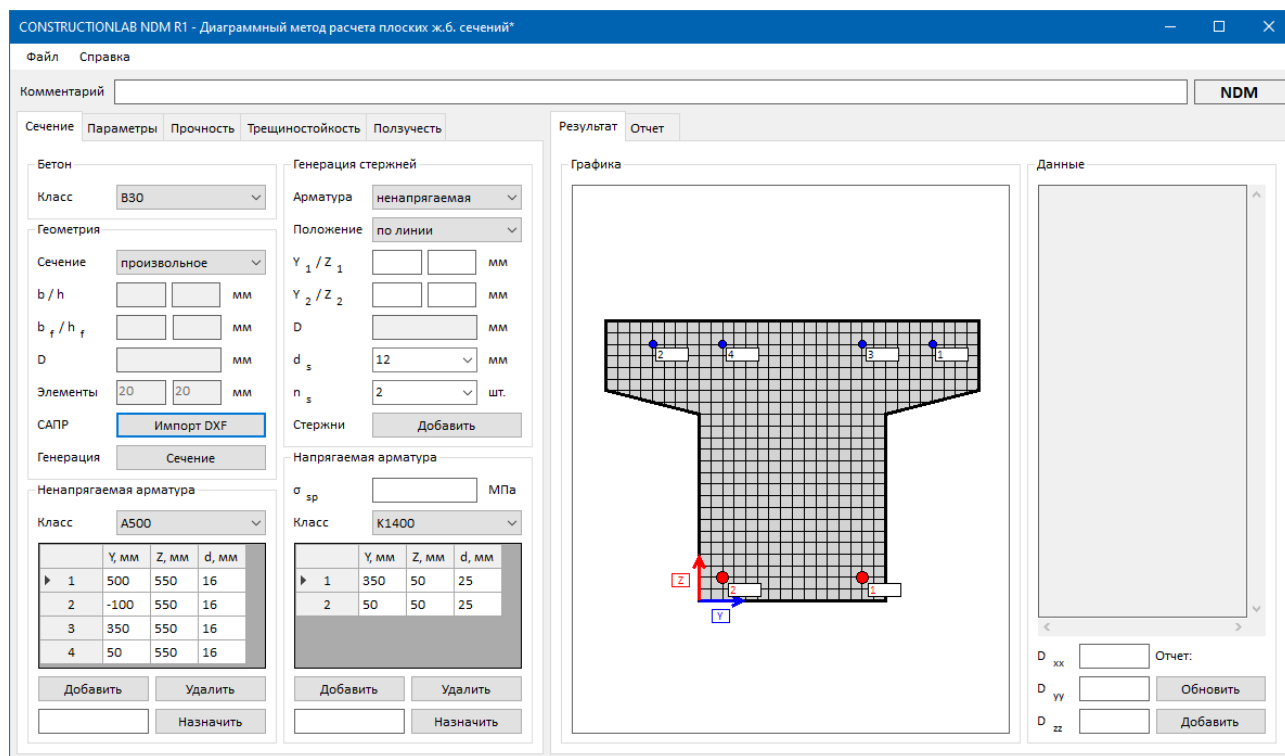 CONSTRUCTIONLAB NDM R1 - Диаграммный метод расчета плоских ж.б. сечений*
Файл Справка
Комментарий NDM
Сечение Параметры Прочность Трещиностойкость Ползучесть
Бетон
Класс B30
Геометрия
Сечение произвольное
b / h мм
b f / h f мм
D мм
Элементы 20 20 мм
САПР Импорт DXF
Генерация Сечение
Ненапрягаемая арматура
Класс A500
Y, мм Z, мм d, мм
1 500 550 16
2 -100 550 16
3 350 550 16
4 50 550 16
Добавить Удалить
Назначить
Генерация стержней
Арматура ненапрягаемая
Положение по линии
Y 1 / Z 1 мм
Y 2 / Z 2 мм
D мм
d s 12 мм
n s 2 шт.
Стержни Добавить
Напрягаемая арматура
σ sp МПа
Класс K1400
Y, мм Z, мм d, мм
1 350 50 25
2 50 50 25
Добавить Удалить
Назначить
Результат Отчет
Графика
2 4 3 1
2 1
Z
Y
Данные
D xx Отчет:
D yy Обновить
D zz Добавить